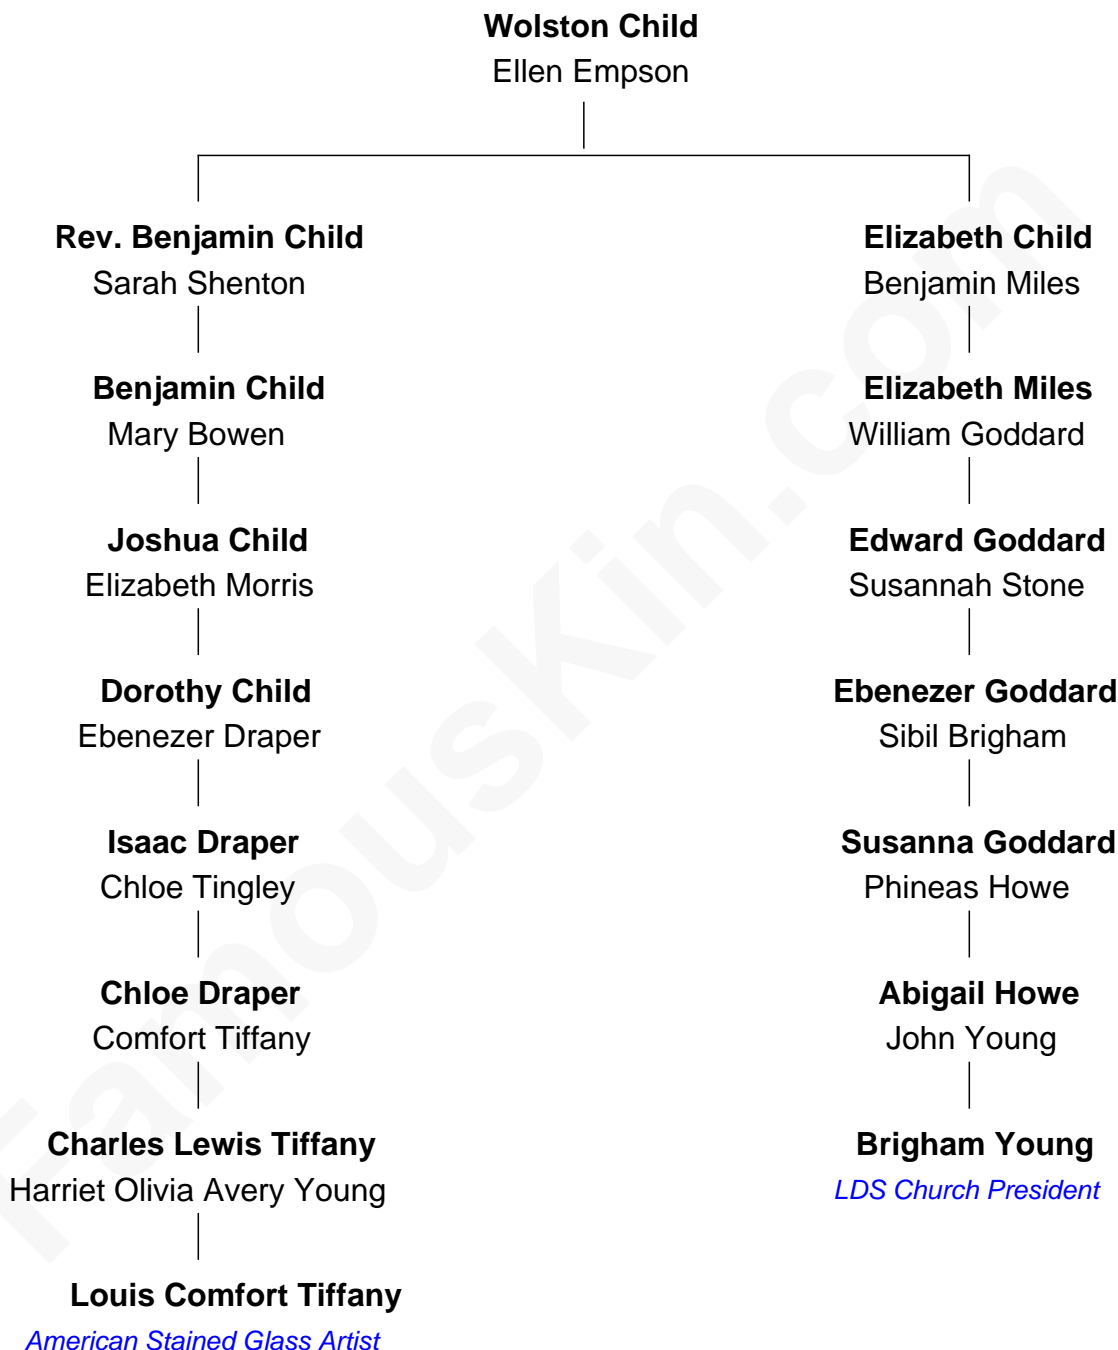 Wolston Child
Ellen Empson
Rev. Benjamin Child
Sarah Shenton
Elizabeth Child
Benjamin Miles
Benjamin Child
Mary Bowen
Elizabeth Miles
William Goddard
Joshua Child
Elizabeth Morris
Edward Goddard
Susannah Stone
Dorothy Child
Ebenezer Draper
Ebenezer Goddard
Sibil Brigham
Isaac Draper
Chloe Tingley
Susanna Goddard
Phineas Howe
Chloe Draper
Comfort Tiffany
Abigail Howe
John Young
Charles Lewis Tiffany
Harriet Olivia Avery Young
Brigham Young
LDS Church President
Louis Comfort Tiffany
American Stained Glass Artist
FamousKin.com